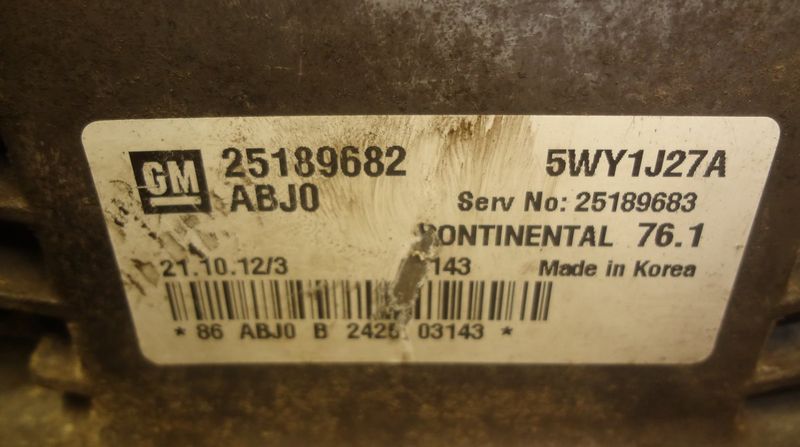 GM 25189682 5WY1J27A
ABJ0 Serv No: 25189683
CONTINENTAL 76.1
21.10.12/3 143 Made in Korea
* 86 ABJ0 B 2425 03143 *